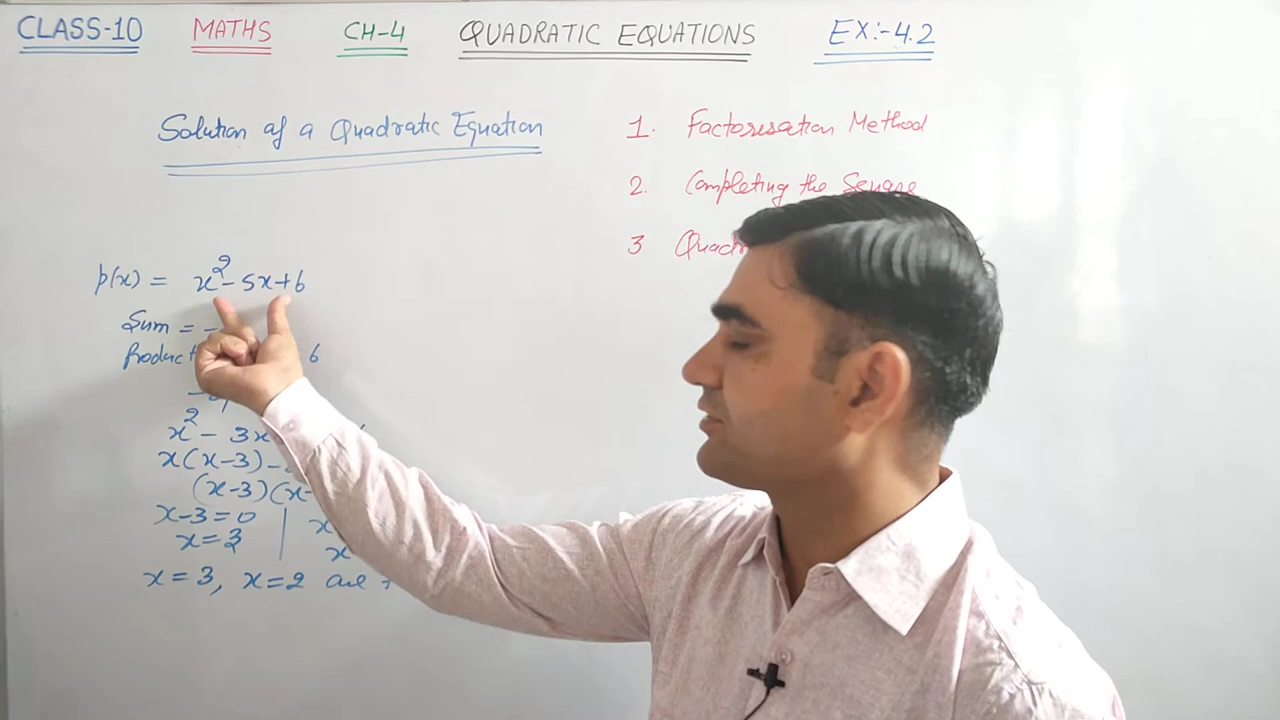 CLASS-10 MATHS CH-4 QUADRATIC EQUATIONS EX:-4.2
Solution of a Quadratic Equation
1. Factorisation Method
2. Completing the Square
3
p(x) = x²-5x+6
Sum = -
Product 6
x² - 3x
x(x-3)-
(x-3)(x-
x-3=0 | x
x=3 x
x=3, x=2 are